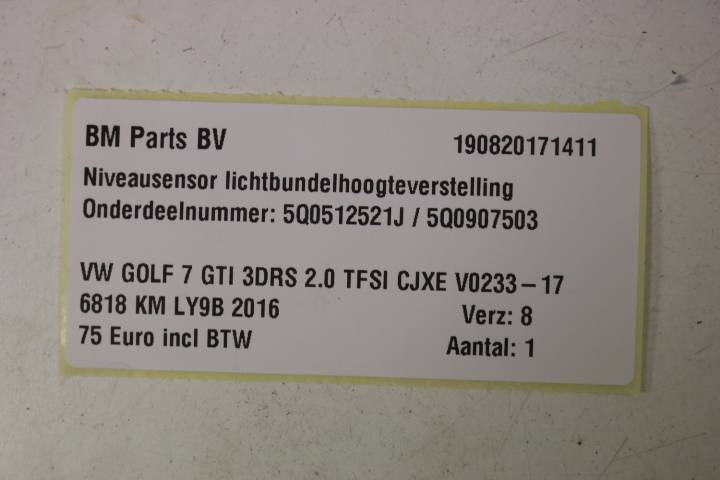 BM Parts BV 190820171411
Niveausensor lichtbundelhoogteverstelling
Onderdeelnummer: 5Q0512521J / 5Q0907503
VW GOLF 7 GTI 3DRS 2.0 TFSI CJXE V0233-17
6818 KM LY9B 2016 Verz: 8
75 Euro incl BTW Aantal: 1